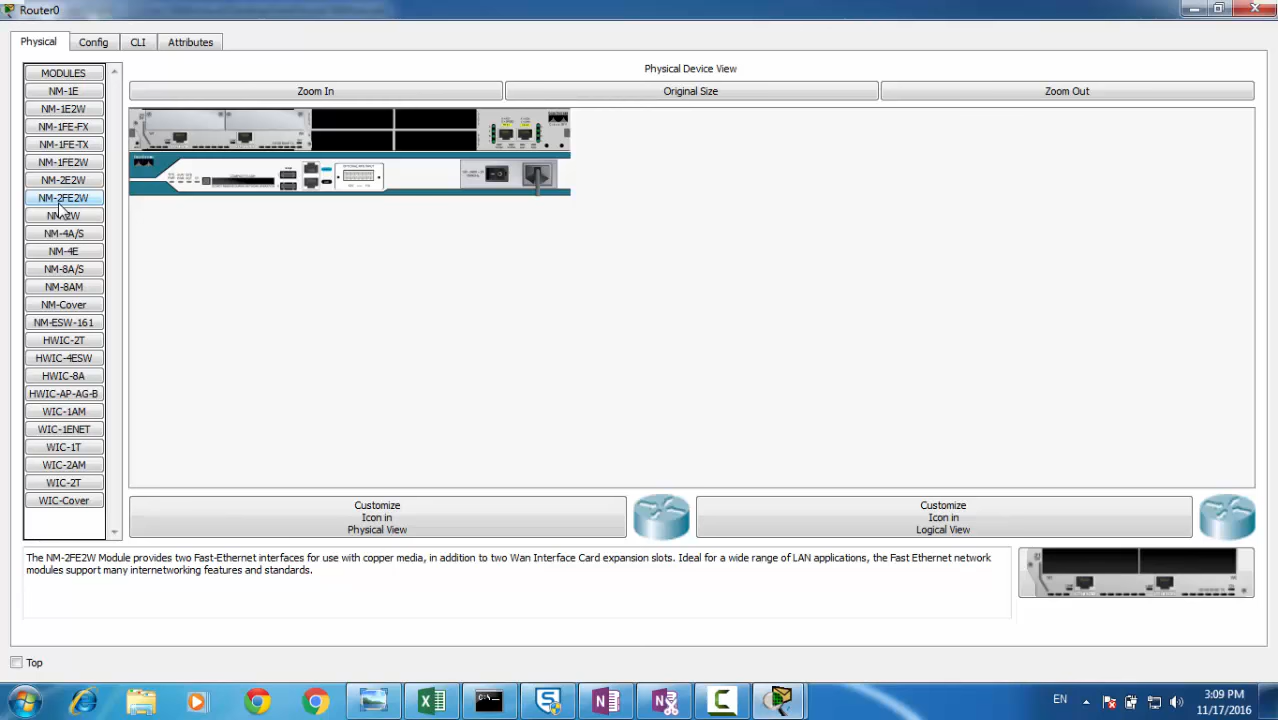 Router0
Physical
Config
CLI
Attributes
MODULES
NM-1E
NM-1E2W
NM-1FE-FX
NM-1FE-TX
NM-1FE2W
NM-2E2W
NM-2FE2W
NM-2W
NM-4A/S
NM-4E
NM-8A/S
NM-8AM
NM-Cover
NM-ESW-161
HWIC-2T
HWIC-4ESW
HWIC-8A
HWIC-AP-AG-B
WIC-1AM
WIC-1ENET
WIC-1T
WIC-2AM
WIC-2T
WIC-Cover
Physical Device View
Zoom In
Original Size
Zoom Out
Customize
Icon in
Physical View
Customize
Icon in
Logical View
The NM-2FE2W Module provides two Fast-Ethernet interfaces for use with copper media, in addition to two Wan Interface Card expansion slots. Ideal for a wide range of LAN applications, the Fast Ethernet network
modules support many internetworking features and standards.
Top
EN
3:09 PM
11/17/2016